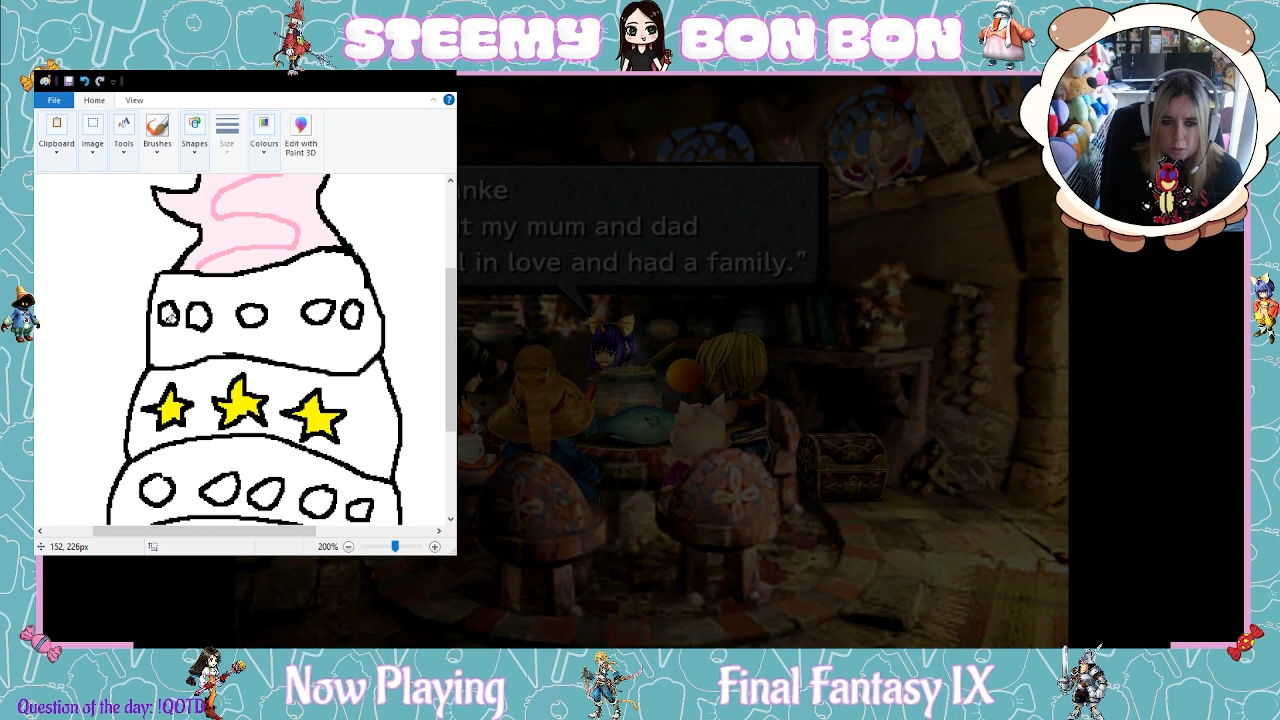 STEEMY BON BON
File Home View
Clipboard Image Tools Brushes Shapes Size Colours Edit with
Paint 3D
t my mum and dad
l in love and had a family.”
152, 226px
200%
Now Playing Final Fantasy IX
Question of the day: !QOTD